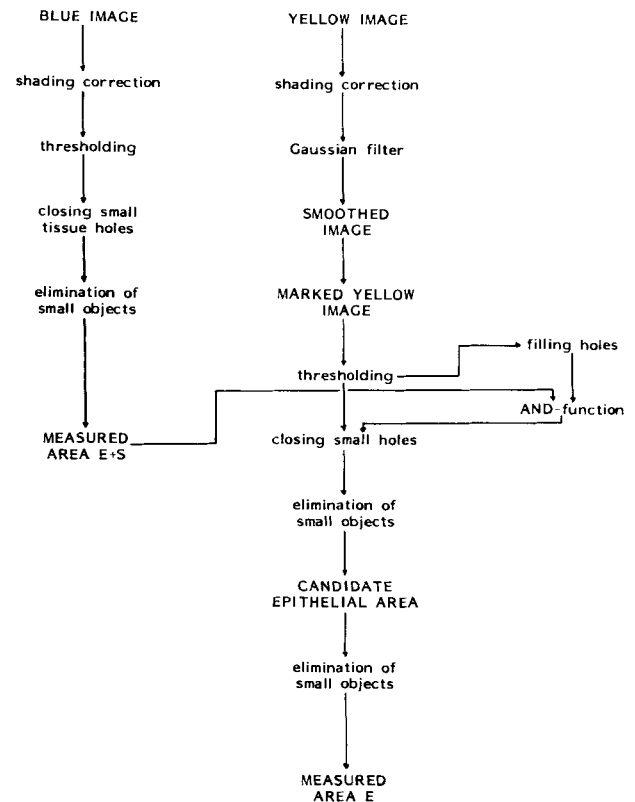 BLUE IMAGE
shading correction
thresholding
closing small
tissue holes
elimination of
small objects
MEASURED
AREA E+S
YELLOW IMAGE
shading correction
Gaussian filter
SMOOTHED
IMAGE
MARKED YELLOW
IMAGE
thresholding
filling holes
AND-function
closing small holes
elimination of
small objects
CANDIDATE
EPITHELIAL AREA
elimination of
small objects
MEASURED
AREA E